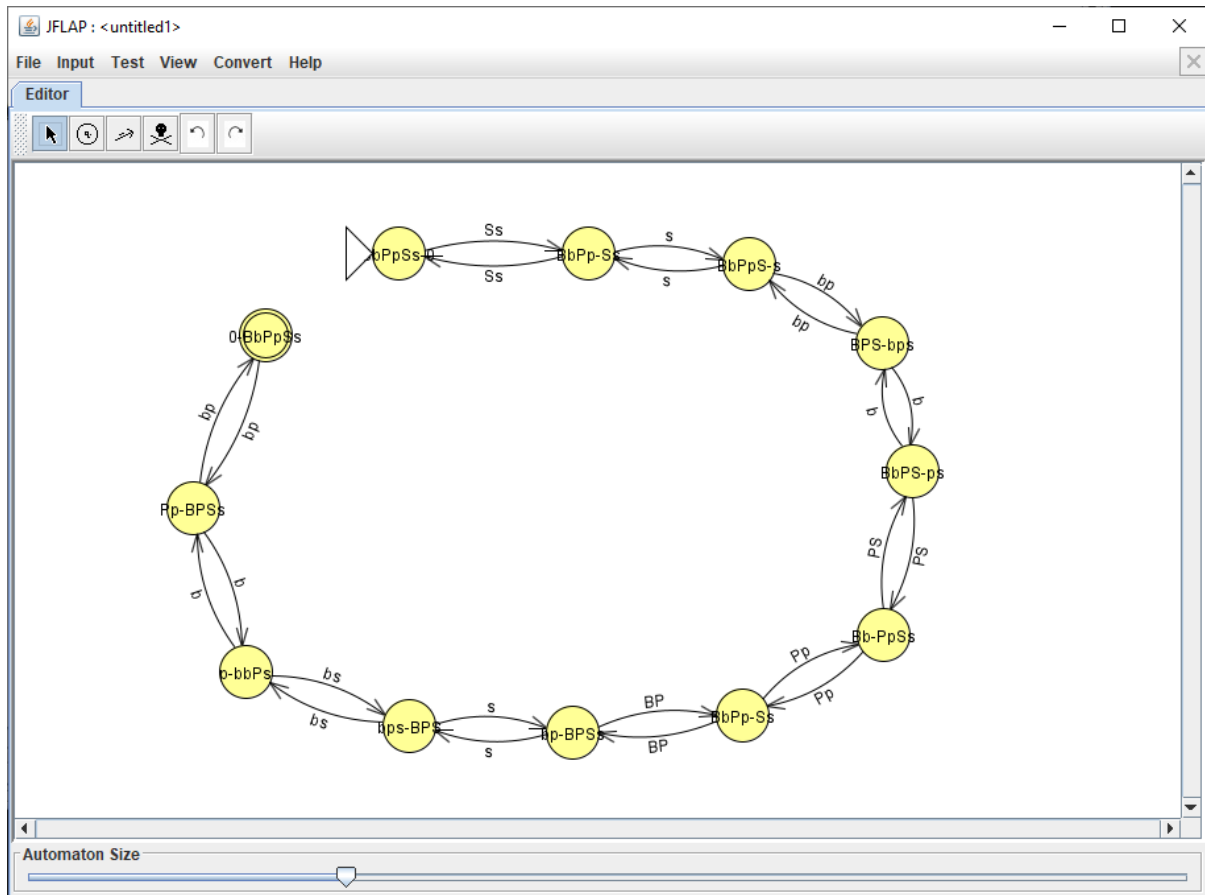 JFLAP : <untitled1>
File Input Test View Convert Help
Editor
bPpSs-0
Ss
Ss
BbPp-Ss
s
s
BbPpS-s
bp
bp
BPS-bps
b
b
BbPS-ps
PS
PS
Bb-PpSs
Pp
Pp
BbPp-Ss
BP
BP
bp-BPSs
s
s
bps-BPS
bs
bs
p-bbPs
b
b
Pp-BPSs
bp
bp
0-BbPpSs
Automaton Size